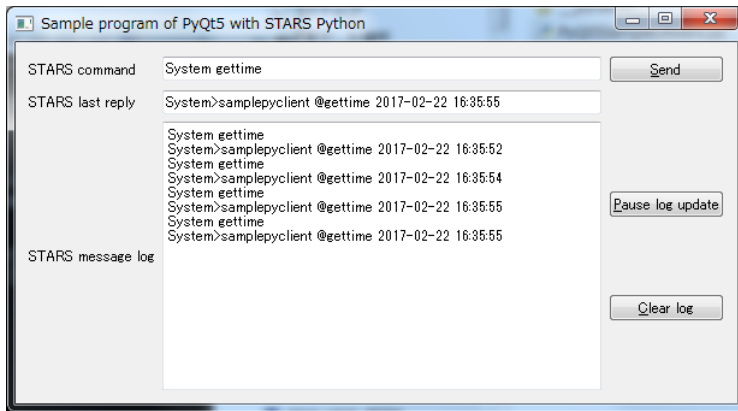 Sample program of PyQt5 with STARS Python
STARS command
System gettime
Send
STARS last reply
System>samplepyclient @gettime 2017-02-22 16:35:55
STARS message log
System gettime
System>samplepyclient @gettime 2017-02-22 16:35:52
System gettime
System>samplepyclient @gettime 2017-02-22 16:35:54
System gettime
System>samplepyclient @gettime 2017-02-22 16:35:55
System gettime
System>samplepyclient @gettime 2017-02-22 16:35:55
Pause log update
Clear log